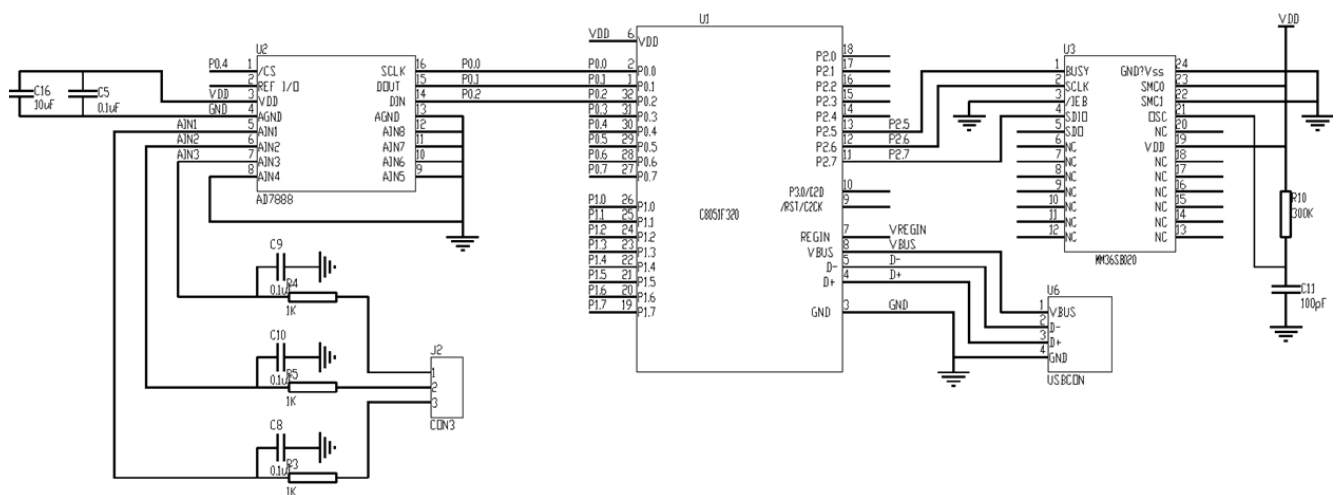 U2
P0.4 1 /CS SCLK 16 P0.0
2 REF I/O DOUT 15 P0.1
VDD 3 VDD DIN 14 P0.2
GND 4 AGND AGND 13
AIN1 5 AIN1 AIN8 12
AIN2 6 AIN2 AIN7 11
AIN3 7 AIN3 AIN6 10
8 AIN4 AIN5 9
AD7888
C16
10uF
C5
0.1uF
C9
0.1uF
R4
1K
C10
0.1uF
R5
1K
C8
0.1uF
R3
1K
J2
1
2
3
CON3
U1
VDD 6 VDD
P0.0 2 P0.0
P0.1 1 P0.1
P0.2 32 P0.2
P0.3 31 P0.3
P0.4 30 P0.4
P0.5 29 P0.5
P0.6 28 P0.6
P0.7 27 P0.7
P1.0 26 P1.0
P1.1 25 P1.1
P1.2 24 P1.2
P1.3 23 P1.3
P1.4 22 P1.4
P1.5 21 P1.5
P1.6 20 P1.6
P1.7 19 P1.7
C8051F320
P2.0 18
P2.1 17
P2.2 16
P2.3 15
P2.4 14
P2.5 13 P2.5
P2.6 12 P2.6
P2.7 11 P2.7
P3.0/C2D 10
/RST/C2CK 9
REGIN 7 VREGIN
VBUS 8 VBUS
D- 5 D-
D+ 4 D+
GND 3 GND
U3
1 BUSY GND?Vss 24
2 SCLK SMC0 23
3 /IEB SMC1 22
4 SDIO OSC 21
5 SDO NC 20
6 NC VDD 19
7 NC NC 18
8 NC NC 17
9 NC NC 16
10 NC NC 15
11 NC NC 14
12 NC NC 13
WM36SB020
VDD
R10
300K
C11
100pF
U6
1 VBUS
2 D-
3 D+
4 GND
USBCON